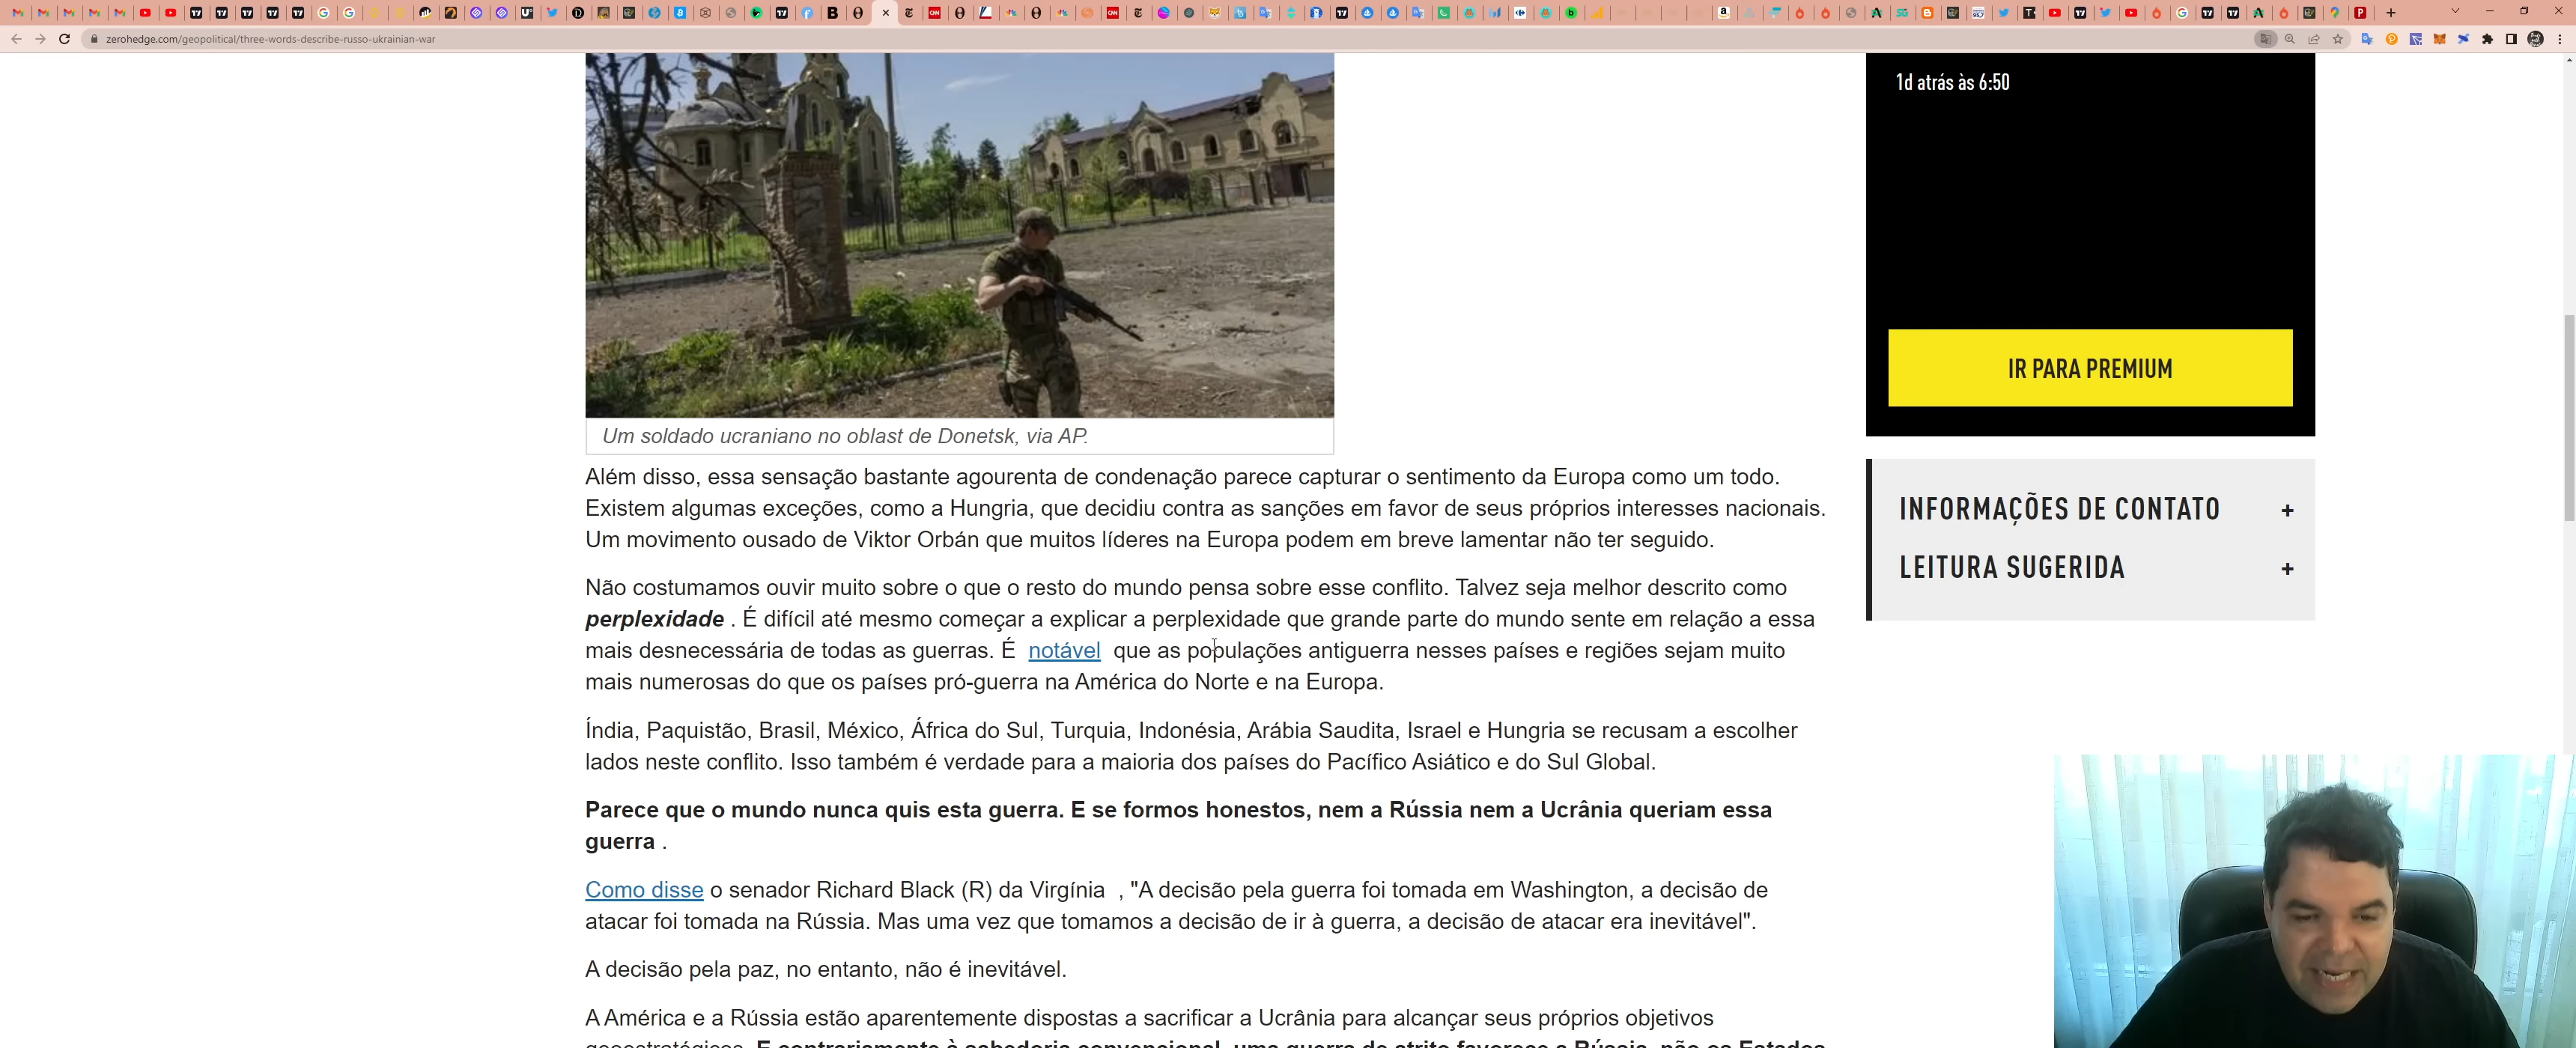 zerohedge.com/geopolitical/three-words-describe-russo-ukrainian-war
1d atrás às 6:50
IR PARA PREMIUM
Um soldado ucraniano no oblast de Donetsk, via AP.
INFORMAÇÕES DE CONTATO +
LEITURA SUGERIDA +
Além disso, essa sensação bastante agourenta de condenação parece capturar o sentimento da Europa como um todo.
Existem algumas exceções, como a Hungria, que decidiu contra as sanções em favor de seus próprios interesses nacionais.
Um movimento ousado de Viktor Orbán que muitos líderes na Europa podem em breve lamentar não ter seguido.
Não costumamos ouvir muito sobre o que o resto do mundo pensa sobre esse conflito. Talvez seja melhor descrito como
perplexidade . É difícil até mesmo começar a explicar a perplexidade que grande parte do mundo sente em relação a essa
mais desnecessária de todas as guerras. É notável que as populações antiguerra nesses países e regiões sejam muito
mais numerosas do que os países pró-guerra na América do Norte e na Europa.
Índia, Paquistão, Brasil, México, África do Sul, Turquia, Indonésia, Arábia Saudita, Israel e Hungria se recusam a escolher
lados neste conflito. Isso também é verdade para a maioria dos países do Pacífico Asiático e do Sul Global.
Parece que o mundo nunca quis esta guerra. E se formos honestos, nem a Rússia nem a Ucrânia queriam essa
guerra .
Como disse o senador Richard Black (R) da Virgínia , "A decisão pela guerra foi tomada em Washington, a decisão de
atacar foi tomada na Rússia. Mas uma vez que tomamos a decisão de ir à guerra, a decisão de atacar era inevitável".
A decisão pela paz, no entanto, não é inevitável.
A América e a Rússia estão aparentemente dispostas a sacrificar a Ucrânia para alcançar seus próprios objetivos
geoestratégicos. E contrariamente à sabedoria convencional, uma guerra de atrito favorece a Rússia, não os Estados